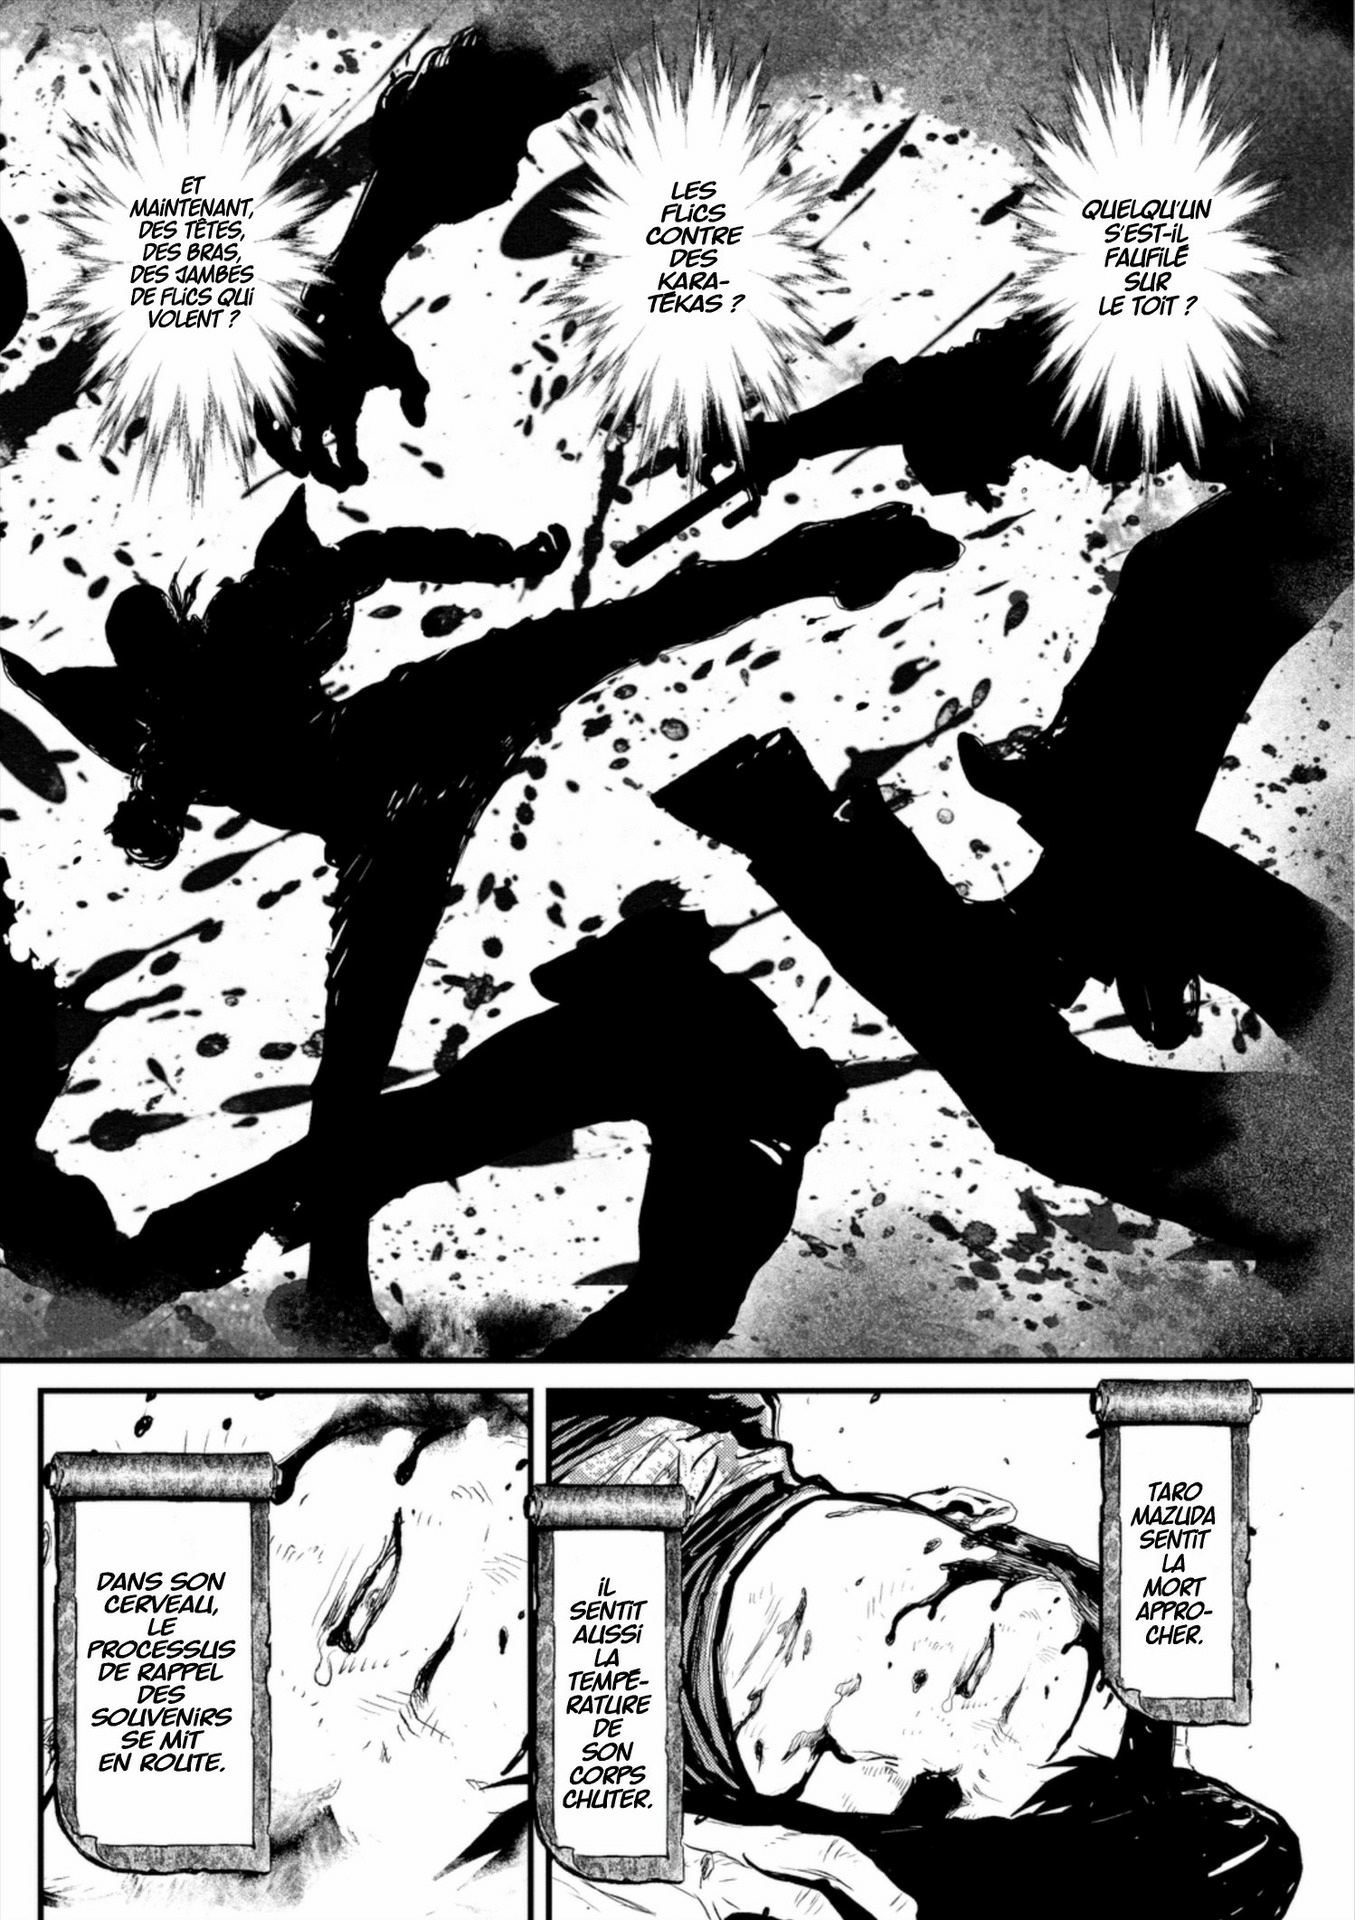 QUELQU'UN
S'EST-IL
FAUFILÉ
SUR
LE TOIT ?
LES
FLICS
CONTRE
DES
KARA-
TÉKAS ?
ET
MAINTENANT,
DES TÊTES,
DES BRAS,
DES JAMBES
DE FLICS QUI
VOLENT ?
TARO
MAZUDA
SENTIT
LA
MORT
APPRO-
CHER.
IL
SENTIT
AUSSI
LA
TEMPÉ-
RATURE
DE
SON
CORPS
CHUTER.
DANS SON
CERVEAU,
LE
PROCESSUS
DE RAPPEL
DES
SOUVENIRS
SE MIT
EN ROUTE.